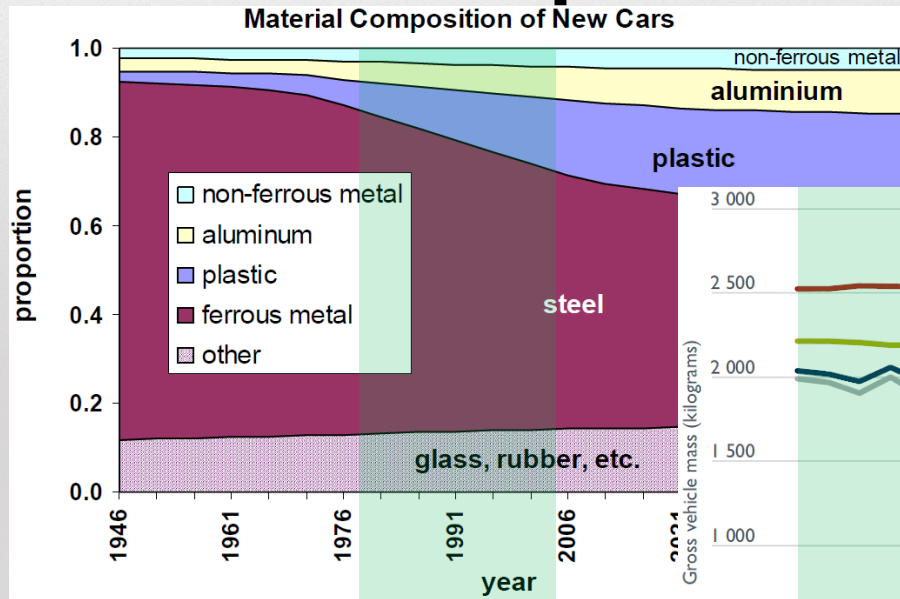 Material Composition of New Cars
1.0
0.8
0.6
0.4
0.2
0.0
proportion
non-ferrous metal
aluminium
plastic
steel
glass, rubber, etc.
non-ferrous metal
aluminum
plastic
ferrous metal
other
1946
1961
1976
1991
2006
year
3 000
2 500
2 000
1 500
1 000
Gross vehicle mass (kilograms)